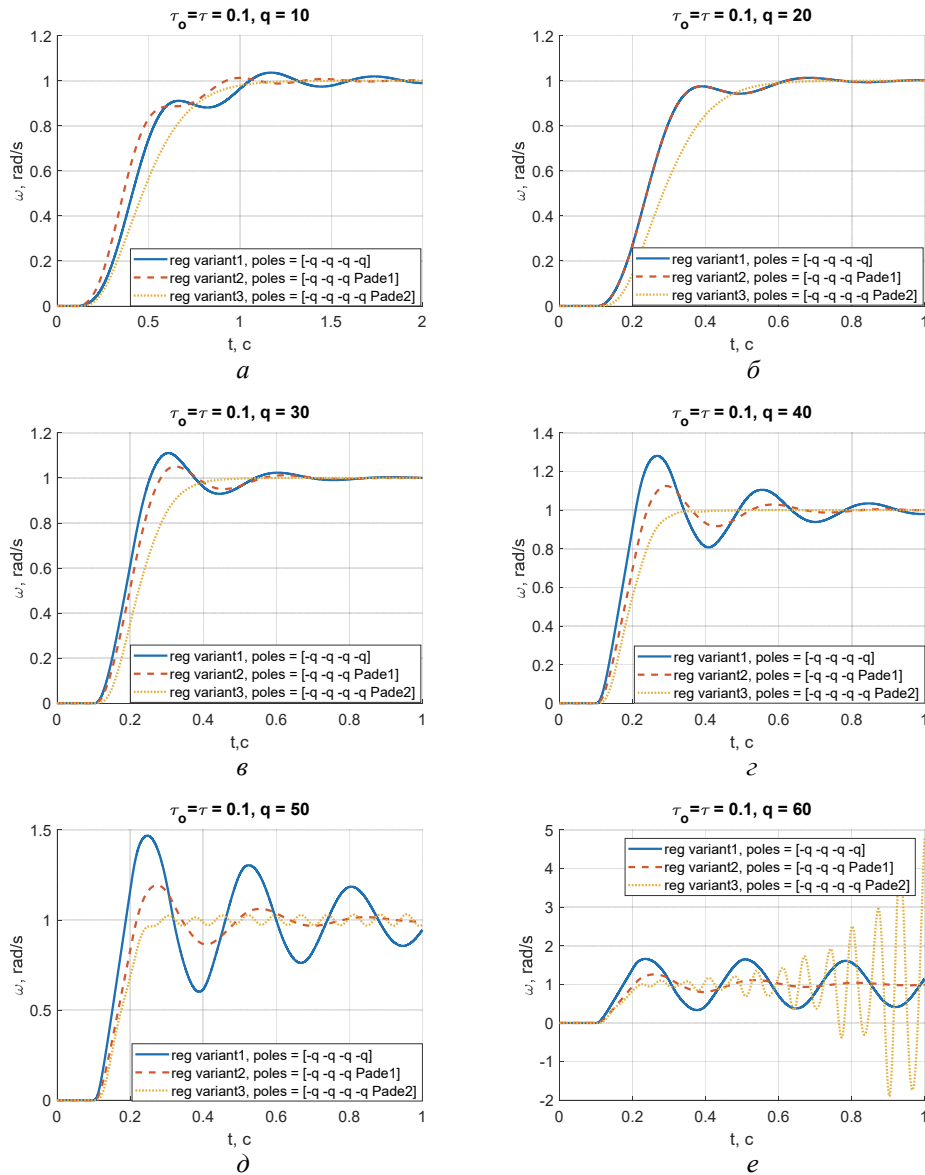 τo=τ = 0.1, q = 10
1.2
1
0.8
0.6
0.4
0.2
0
ω, rad/s
reg variant1, poles = [-q -q -q -q]
reg variant2, poles = [-q -q -q Pade1]
reg variant3, poles = [-q -q -q -q Pade2]
0 0.5 1 1.5 2
t, c
а
τo=τ = 0.1, q = 20
1.2
1
0.8
0.6
0.4
0.2
0
ω, rad/s
reg variant1, poles = [-q -q -q -q]
reg variant2, poles = [-q -q -q Pade1]
reg variant3, poles = [-q -q -q -q Pade2]
0 0.2 0.4 0.6 0.8 1
t, c
б
τo=τ = 0.1, q = 30
1.2
1
0.8
0.6
0.4
0.2
0
ω, rad/s
reg variant1, poles = [-q -q -q -q]
reg variant2, poles = [-q -q -q Pade1]
reg variant3, poles = [-q -q -q -q Pade2]
0 0.2 0.4 0.6 0.8 1
t,c
в
τo=τ = 0.1, q = 40
1.4
1.2
1
0.8
0.6
0.4
0.2
0
ω, rad/s
reg variant1, poles = [-q -q -q -q]
reg variant2, poles = [-q -q -q Pade1]
reg variant3, poles = [-q -q -q -q Pade2]
0 0.2 0.4 0.6 0.8 1
t, c
г
τo=τ = 0.1, q = 50
1.5
1
0.5
0
ω, rad/s
reg variant1, poles = [-q -q -q -q]
reg variant2, poles = [-q -q -q Pade1]
reg variant3, poles = [-q -q -q -q Pade2]
0 0.2 0.4 0.6 0.8 1
t, c
д
τo=τ = 0.1, q = 60
5
4
3
2
1
0
-1
-2
ω, rad/s
reg variant1, poles = [-q -q -q -q]
reg variant2, poles = [-q -q -q Pade1]
reg variant3, poles = [-q -q -q -q Pade2]
0 0.2 0.4 0.6 0.8 1
t, c
е